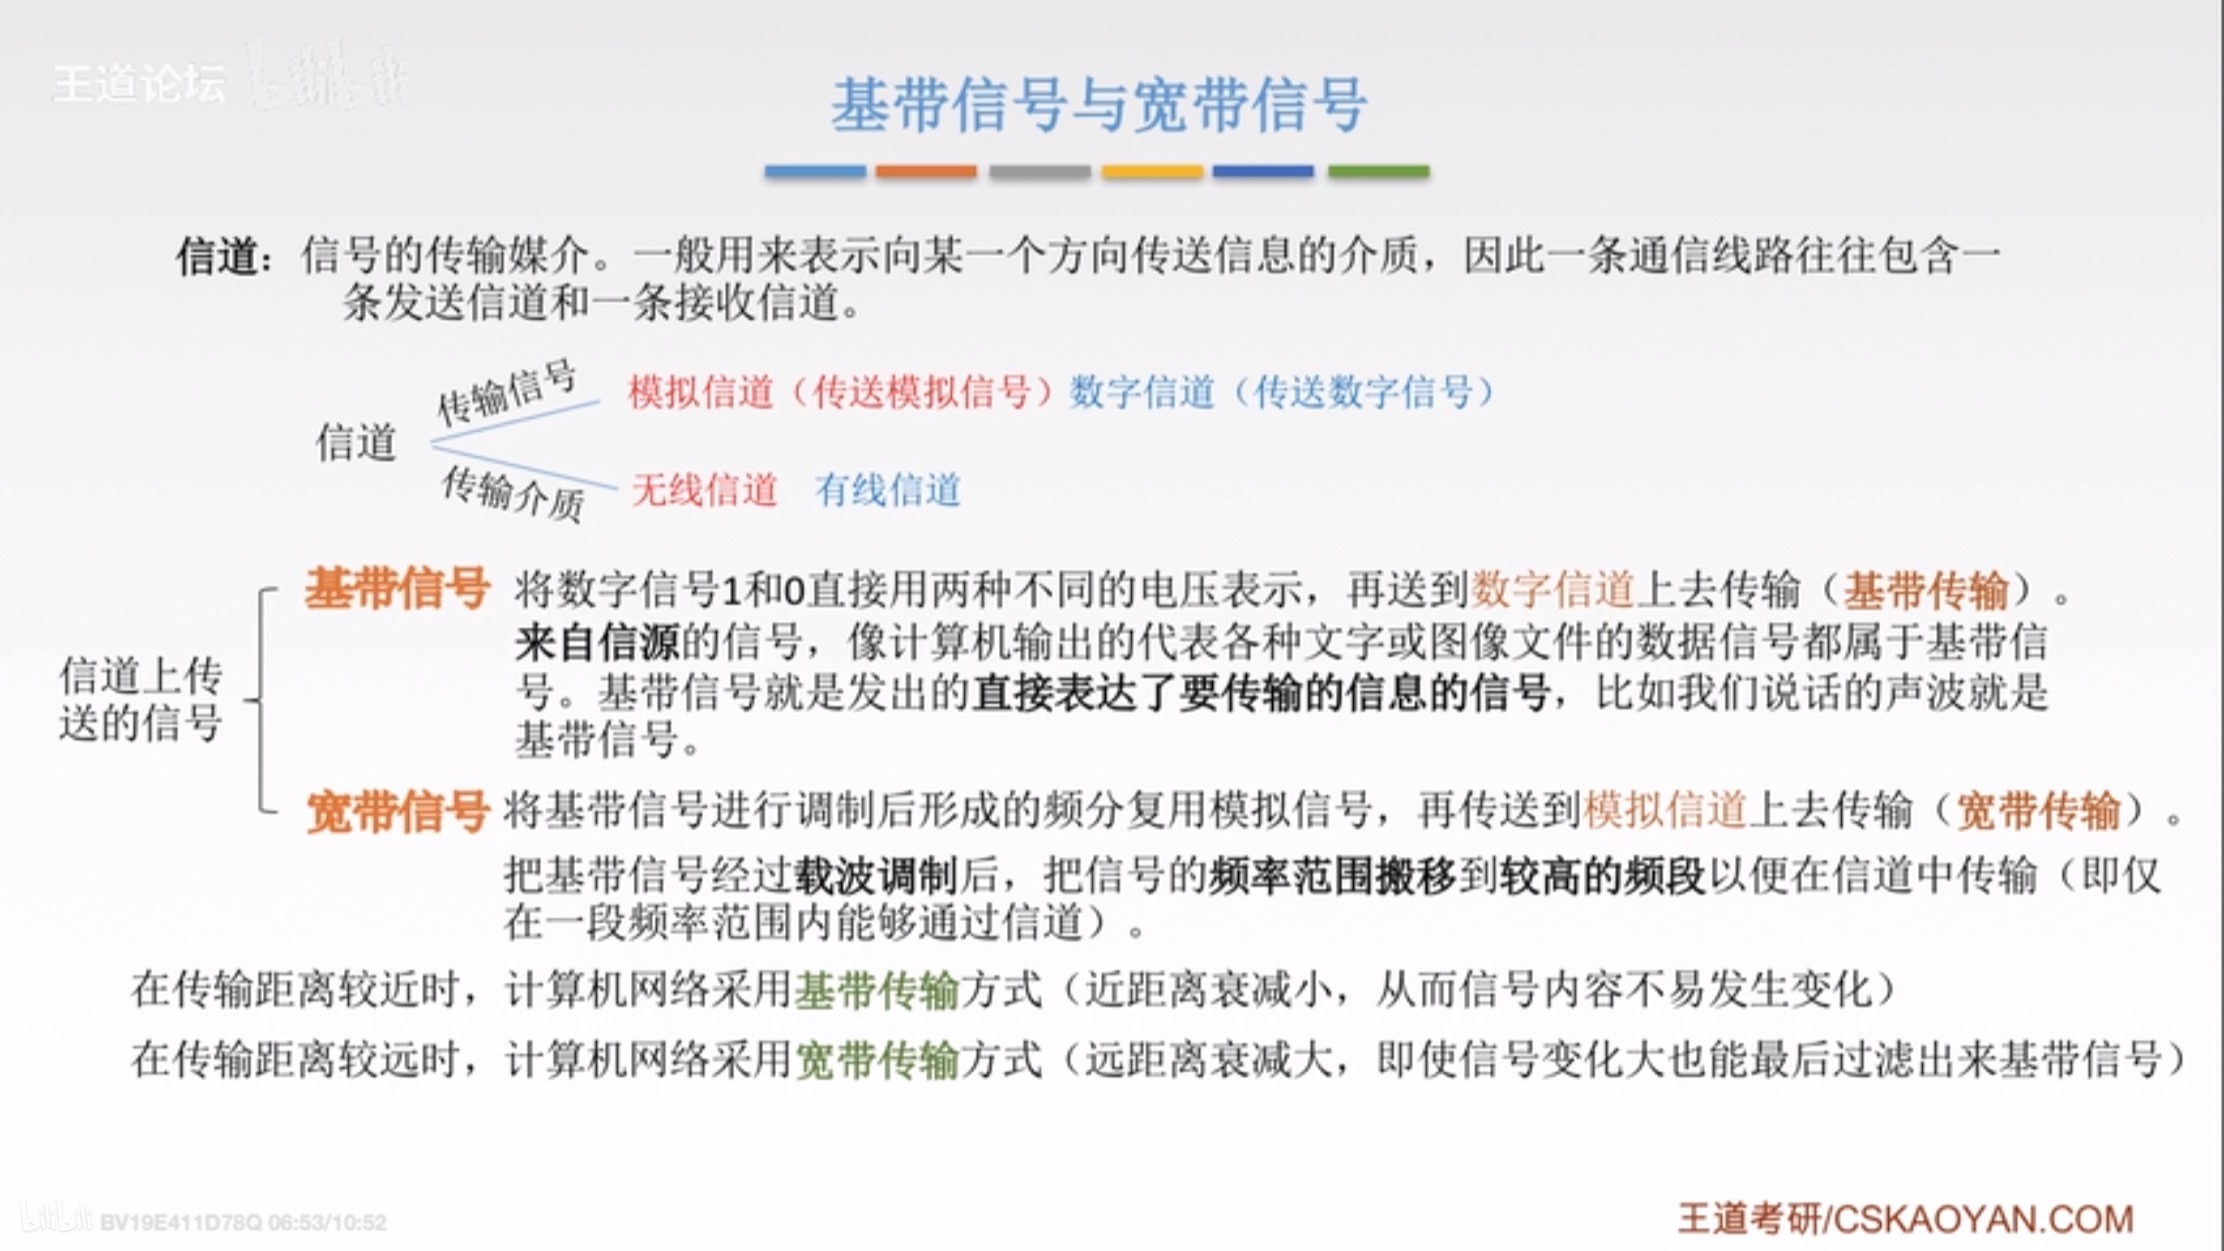 王道论坛 bilibili
基带信号与宽带信号
信道：信号的传输媒介。一般用来表示向某一个方向传送信息的介质，因此一条通信线路往往包含一
条发送信道和一条接收信道。
传输信号
模拟信道（传送模拟信号）数字信道（传送数字信号）
信道
传输介质
无线信道 有线信道
基带信号 将数字信号1和0直接用两种不同的电压表示，再送到数字信道上去传输（基带传输）。
来自信源的信号，像计算机输出的代表各种文字或图像文件的数据信号都属于基带信
号。基带信号就是发出的直接表达了要传输的信息的信号，比如我们说话的声波就是
基带信号。
信道上传
送的信号
宽带信号 将基带信号进行调制后形成的频分复用模拟信号，再传送到模拟信道上去传输（宽带传输）。
把基带信号经过载波调制后，把信号的频率范围搬移到较高的频段以便在信道中传输（即仅
在一段频率范围内能够通过信道）。
在传输距离较近时，计算机网络采用基带传输方式（近距离衰减小，从而信号内容不易发生变化）
在传输距离较远时，计算机网络采用宽带传输方式（远距离衰减大，即使信号变化大也能最后过滤出来基带信号）
bilibili BV19E411D78Q 06:53/10:52
王道考研/CSKAOYAN.COM